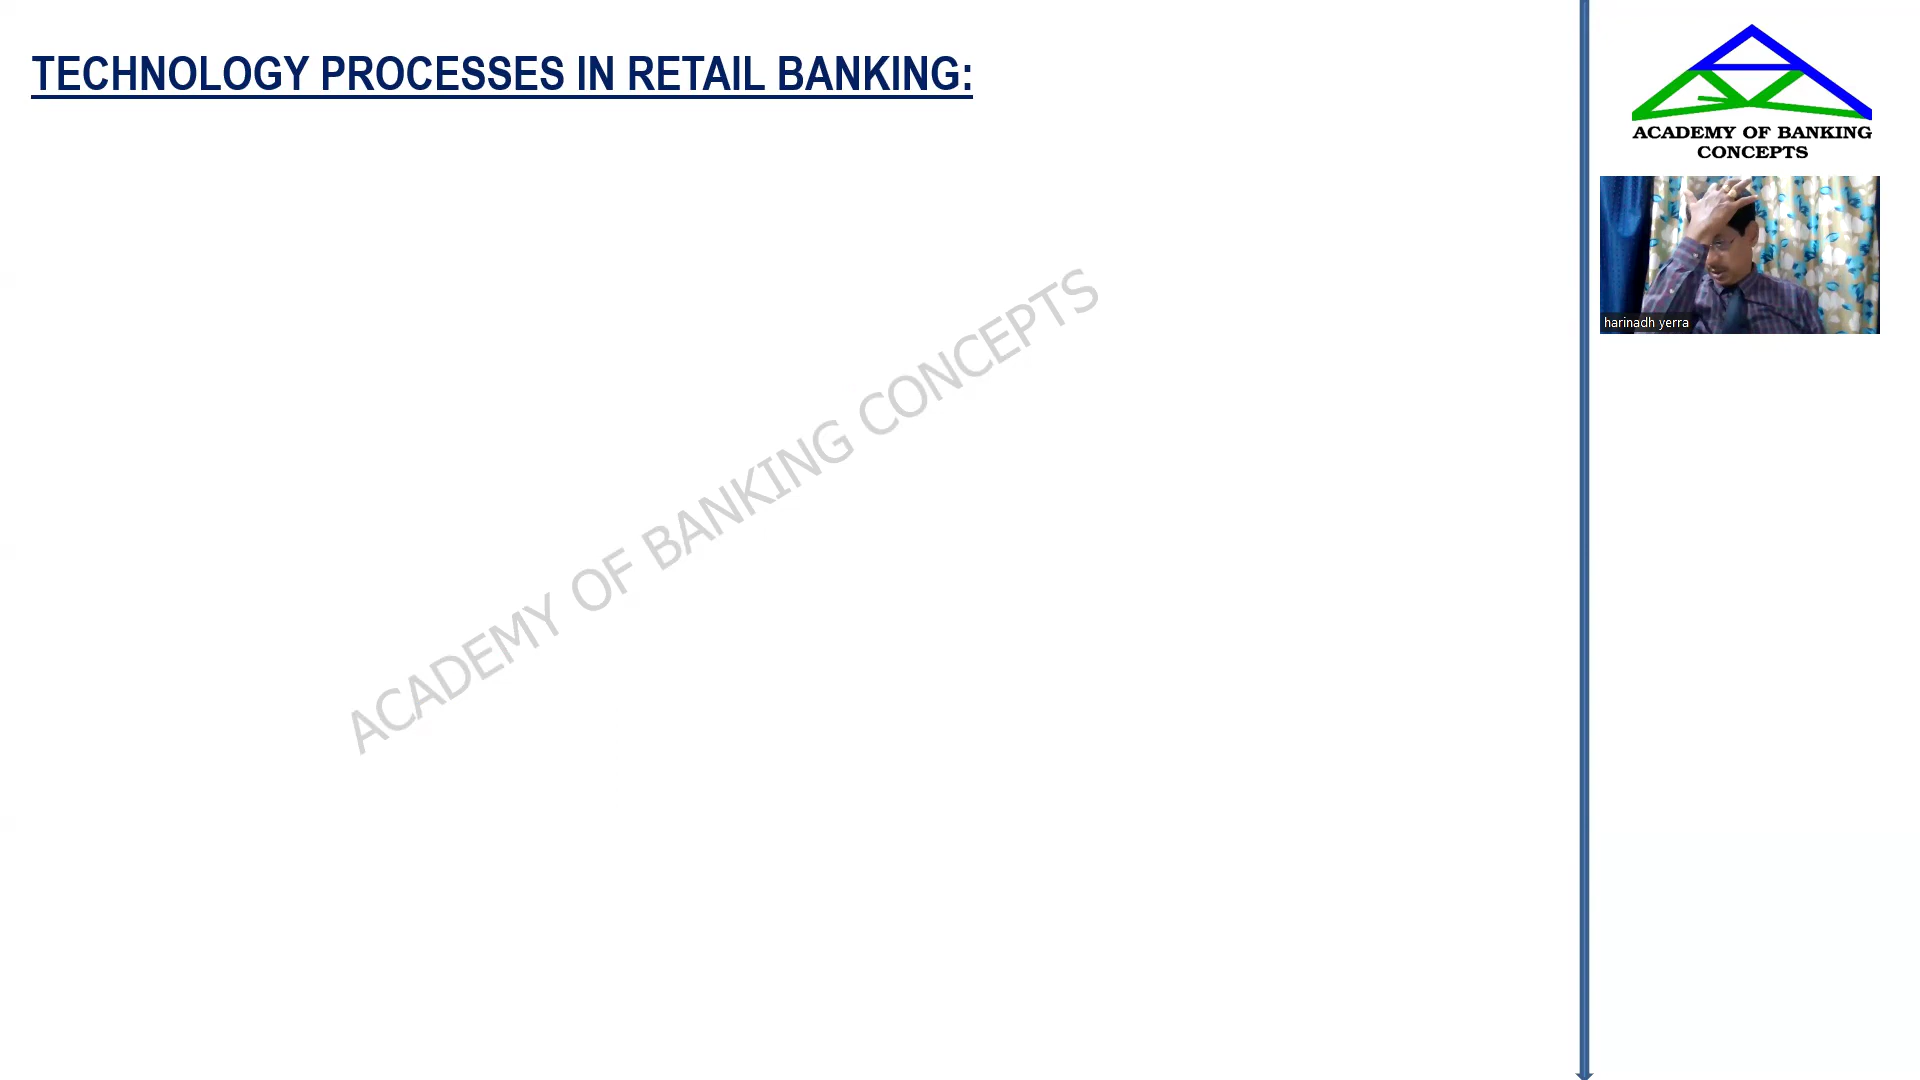 TECHNOLOGY PROCESSES IN RETAIL BANKING:
ACADEMY OF BANKING CONCEPTS
ACADEMY OF BANKING
CONCEPTS
harinadh yerra